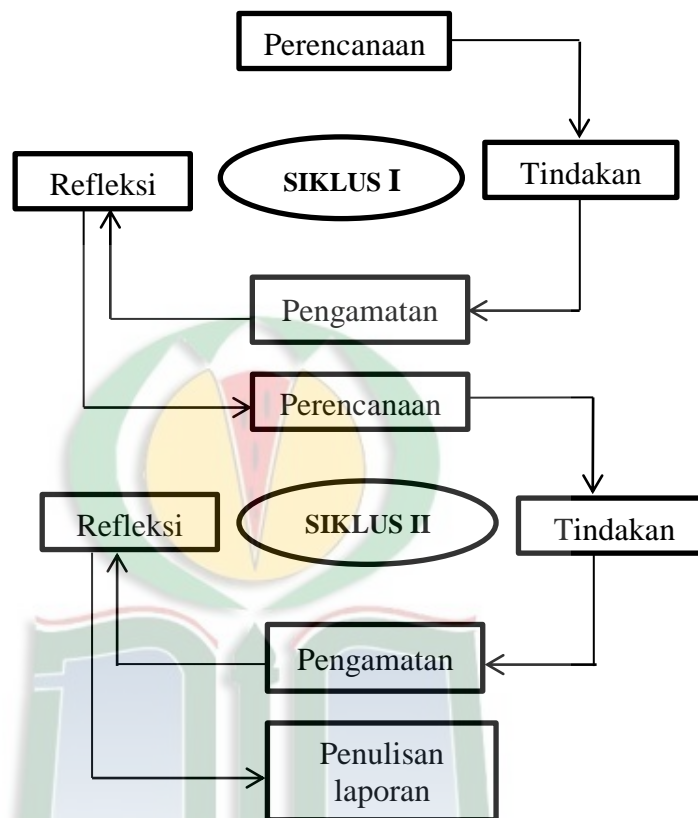 Perencanaan
Refleksi
SIKLUS I
Tindakan
Pengamatan
Perencanaan
Refleksi
SIKLUS II
Tindakan
Pengamatan
Penulisan
laporan